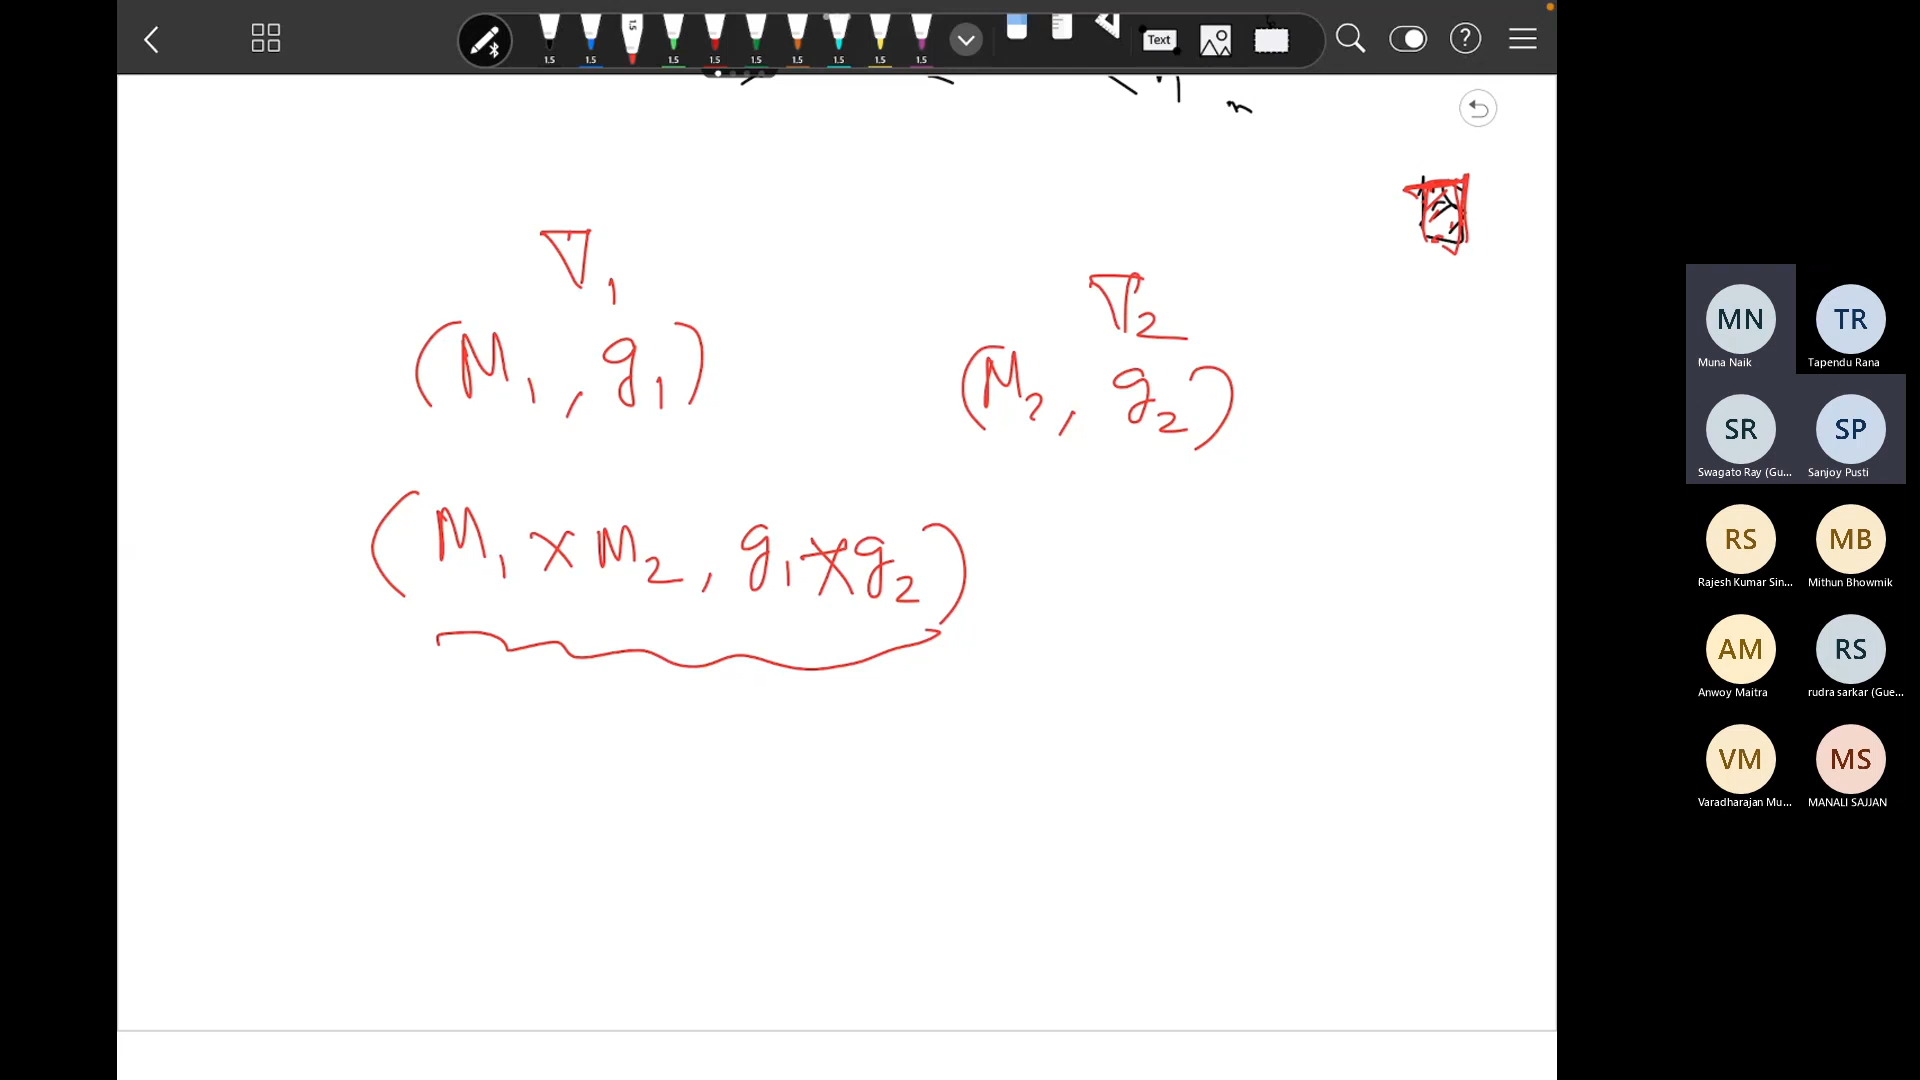 1.5 1.5 1.5 1.5 1.5 1.5 1.5 1.5 1.5 1.5 Text ?
n
∇₁
∇₂
(M₁, g₁)
(M₂, g₂)
(M₁ × M₂, g₁ × g₂)
MN TR
Muna Naik Tapendu Rana
SR SP
Swagato Ray (Gu... Sanjoy Pusti
RS MB
Rajesh Kumar Sin... Mithun Bhowmik
AM RS
Anwoy Maitra rudra sarkar (Gue...
VM MS
Varadharajan Mu... MANALI SAJJAN